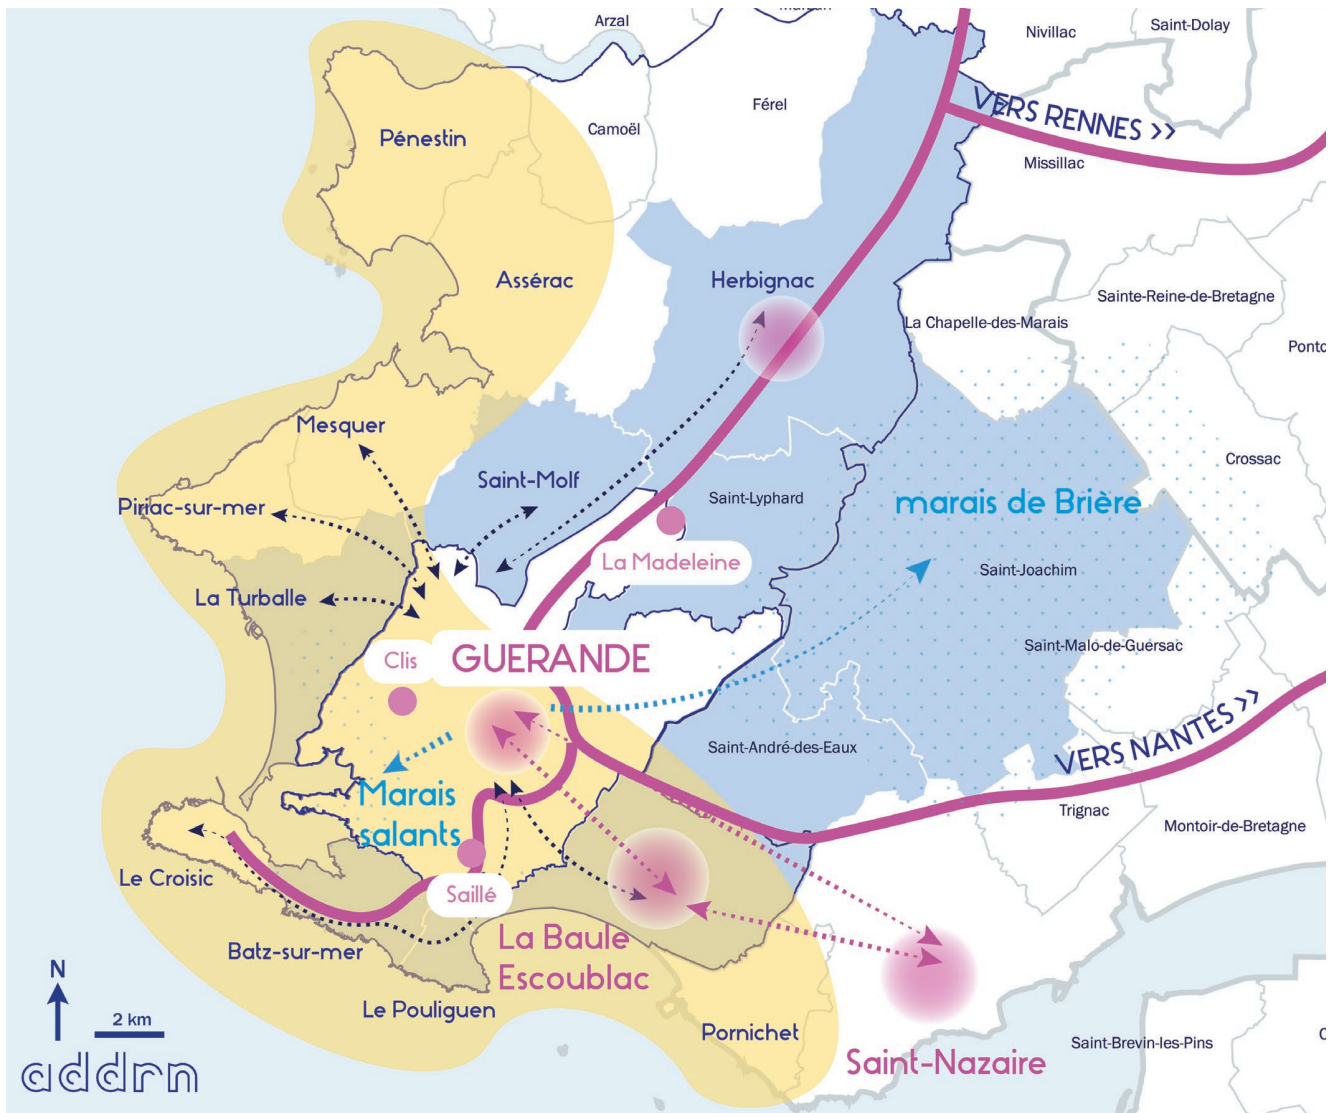 Arzal
Nivillac
Saint-Dolay
Férel
Camoël
Pénestin
VERS RENNES >>
Missillac
Assérac
Herbignac
Sainte-Reine-de-Bretagne
La Chapelle-des-Marais
Mesquer
Crossac
Saint-Molf
Piriac-sur-mer
Saint-Lyphard
marais de Brière
La Madeleine
Saint-Joachim
La Turballe
Clis
GUERANDE
Saint-Malo-de-Guersac
Saint-André-des-Eaux
VERS NANTES >>
Marais
salants
Trignac
Montoir-de-Bretagne
Le Croisic
Saillé
Batz-sur-mer
La Baule
Escoublac
Le Pouliguen
Pornichet
Saint-Nazaire
Saint-Brevin-les-Pins
N
2 km
addrn